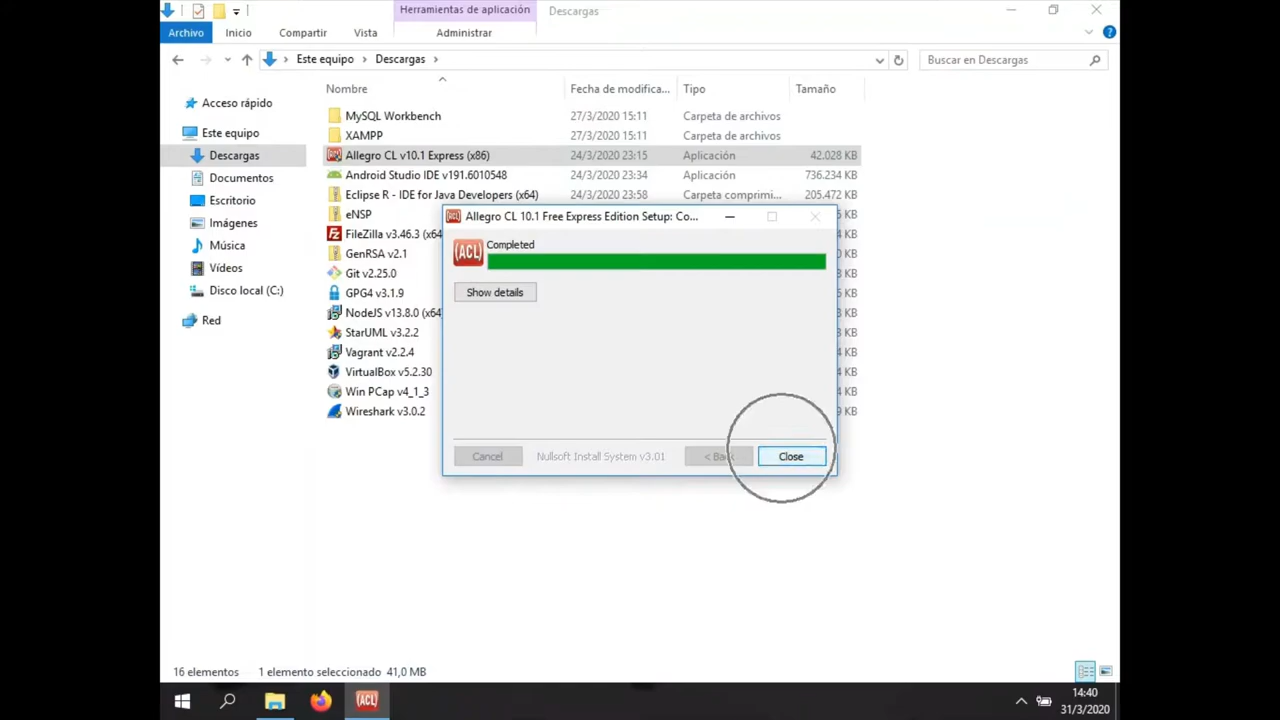 Herramientas de aplicación
Descargas
Archivo
Inicio
Compartir
Vista
Administrar
Este equipo
Descargas
Buscar en Descargas
Nombre
Fecha de modifica...
Tipo
Tamaño
Acceso rápido
Este equipo
Descargas
Documentos
Escritorio
Imágenes
Música
Vídeos
Disco local (C:)
Red
MySQL Workbench 27/3/2020 15:11 Carpeta de archivos
XAMPP 27/3/2020 15:11 Carpeta de archivos
Allegro CL v10.1 Express (x86) 24/3/2020 23:15 Aplicación 42.028 KB
Android Studio IDE v191.6010548 24/3/2020 23:34 Aplicación 736.234 KB
Eclipse R - IDE for Java Developers (x64) 24/3/2020 23:58 Carpeta comprimi... 205.472 KB
eNSP
FileZilla v3.46.3 (x64
GenRSA v2.1
Git v2.25.0
GPG4 v3.1.9
NodeJS v13.8.0 (x64
StarUML v3.2.2
Vagrant v2.2.4
VirtualBox v5.2.30
Win PCap v4_1_3
Wireshark v3.0.2
Allegro CL 10.1 Free Express Edition Setup: Co...
(ACL)
Completed
Show details
Cancel
Nullsoft Install System v3.01
< Back
Close
16 elementos
1 elemento seleccionado 41,0 MB
(ACL)
14:40
31/3/2020